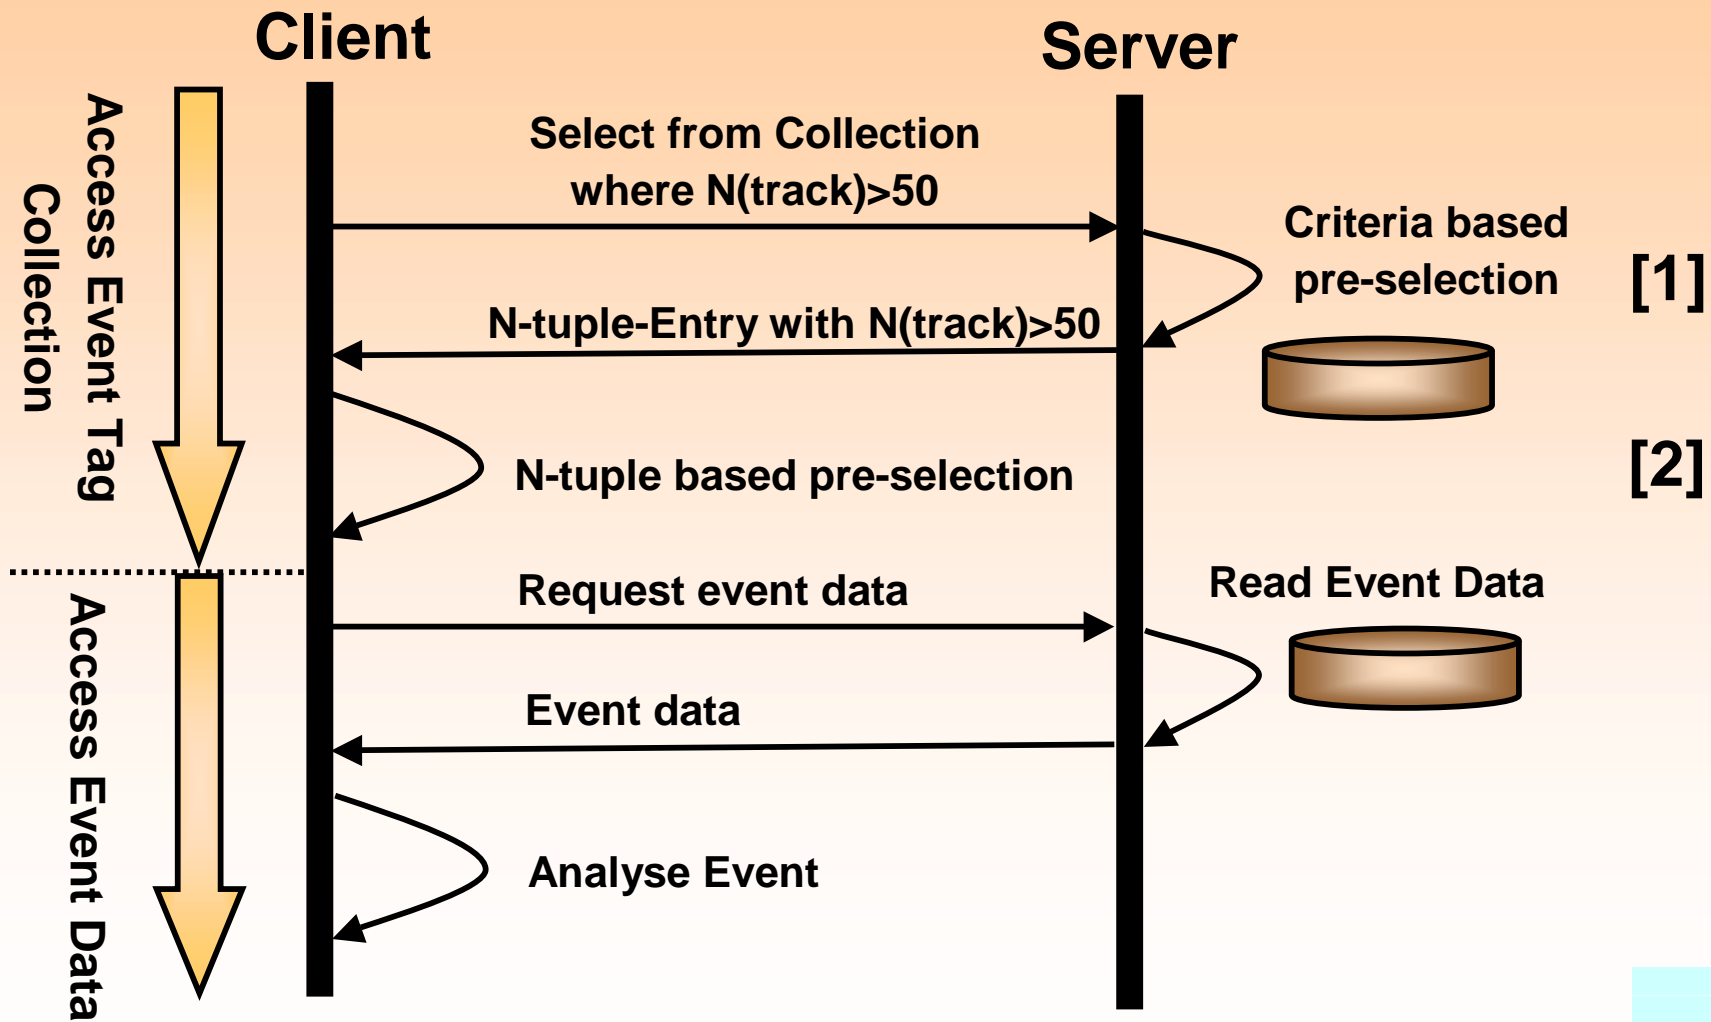 Client
Server
Access Event Tag
Collection
Select from Collection
where N(track)>50
Criteria based
pre-selection
[1]
N-tuple-Entry with N(track)>50
N-tuple based pre-selection
[2]
Access Event Data
Request event data
Read Event Data
Event data
Analyse Event